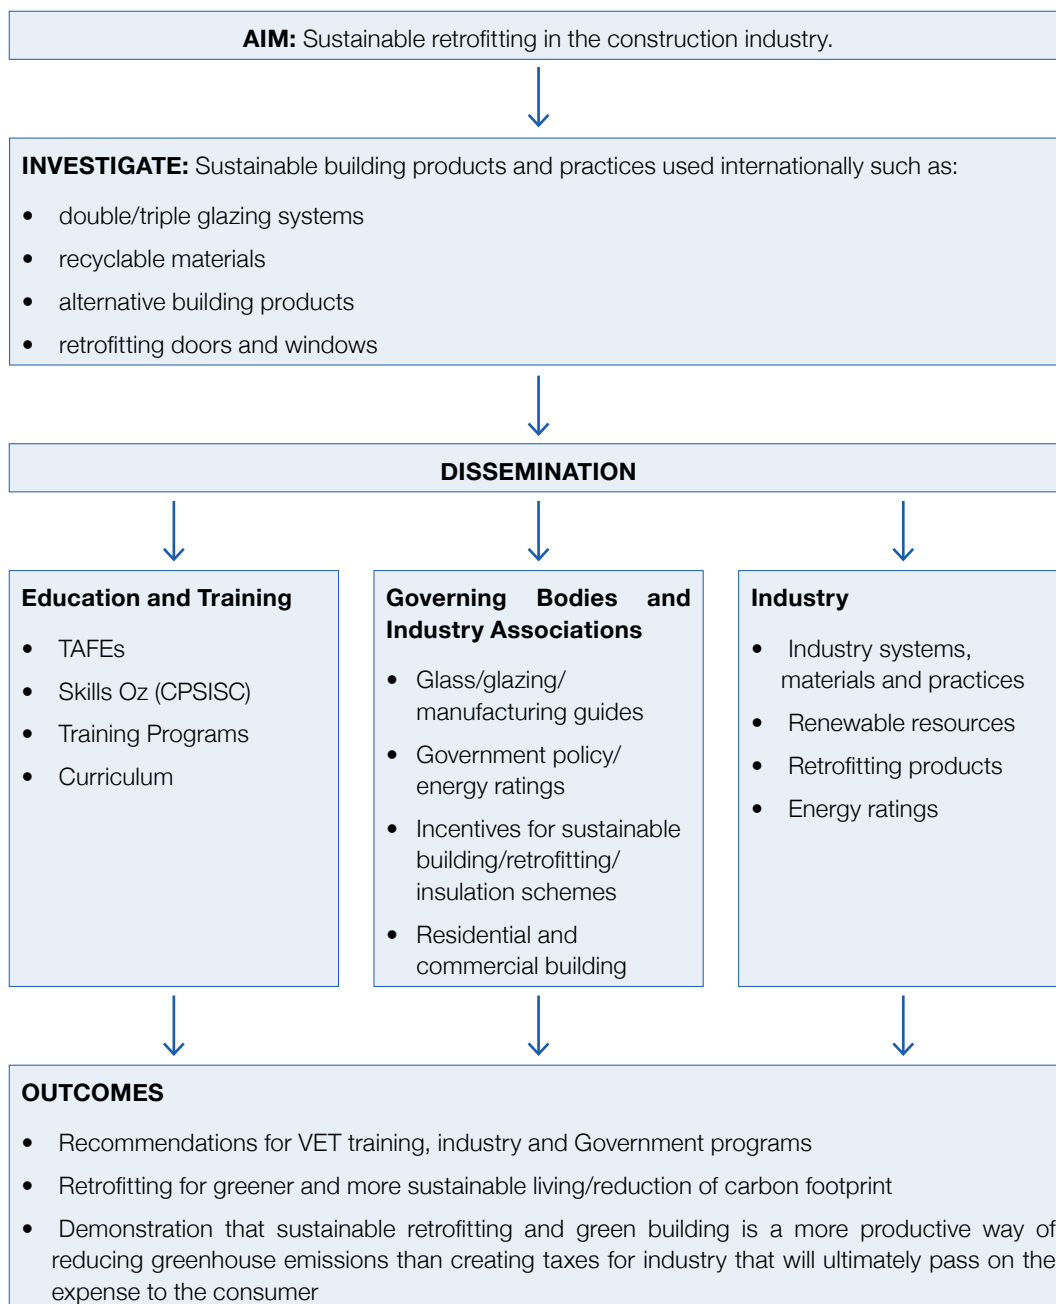 AIM: Sustainable retrofitting in the construction industry.
INVESTIGATE: Sustainable building products and practices used internationally such as:
• double/triple glazing systems
• recyclable materials
• alternative building products
• retrofitting doors and windows
DISSEMINATION
Education and Training
• TAFEs
• Skills Oz (CPSISC)
• Training Programs
• Curriculum
Governing Bodies and
Industry Associations
• Glass/glazing/
manufacturing guides
• Government policy/
energy ratings
• Incentives for sustainable
building/retrofitting/
insulation schemes
• Residential and
commercial building
Industry
• Industry systems,
materials and practices
• Renewable resources
• Retrofitting products
• Energy ratings
OUTCOMES
• Recommendations for VET training, industry and Government programs
• Retrofitting for greener and more sustainable living/reduction of carbon footprint
• Demonstration that sustainable retrofitting and green building is a more productive way of
reducing greenhouse emissions than creating taxes for industry that will ultimately pass on the
expense to the consumer